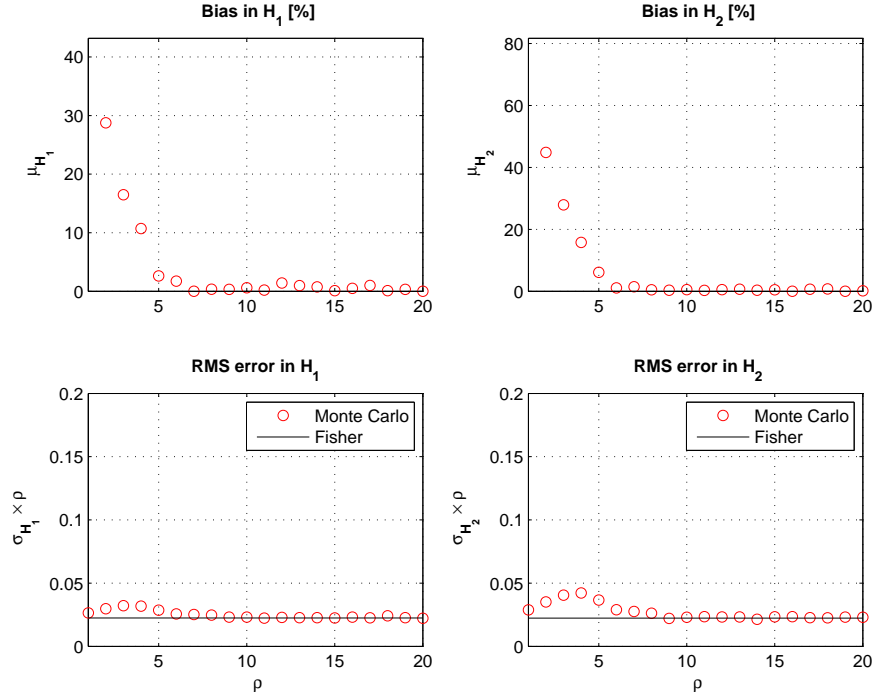 Bias in H1 [%]
40
30
20
10
0
μH1
5
10
15
20
Bias in H2 [%]
80
60
40
20
0
μH2
5
10
15
20
RMS error in H1
0.2
0.15
0.1
0.05
0
σH1 × ρ
Monte Carlo
Fisher
5
10
15
20
ρ
RMS error in H2
0.2
0.15
0.1
0.05
0
σH2 × ρ
Monte Carlo
Fisher
5
10
15
20
ρ